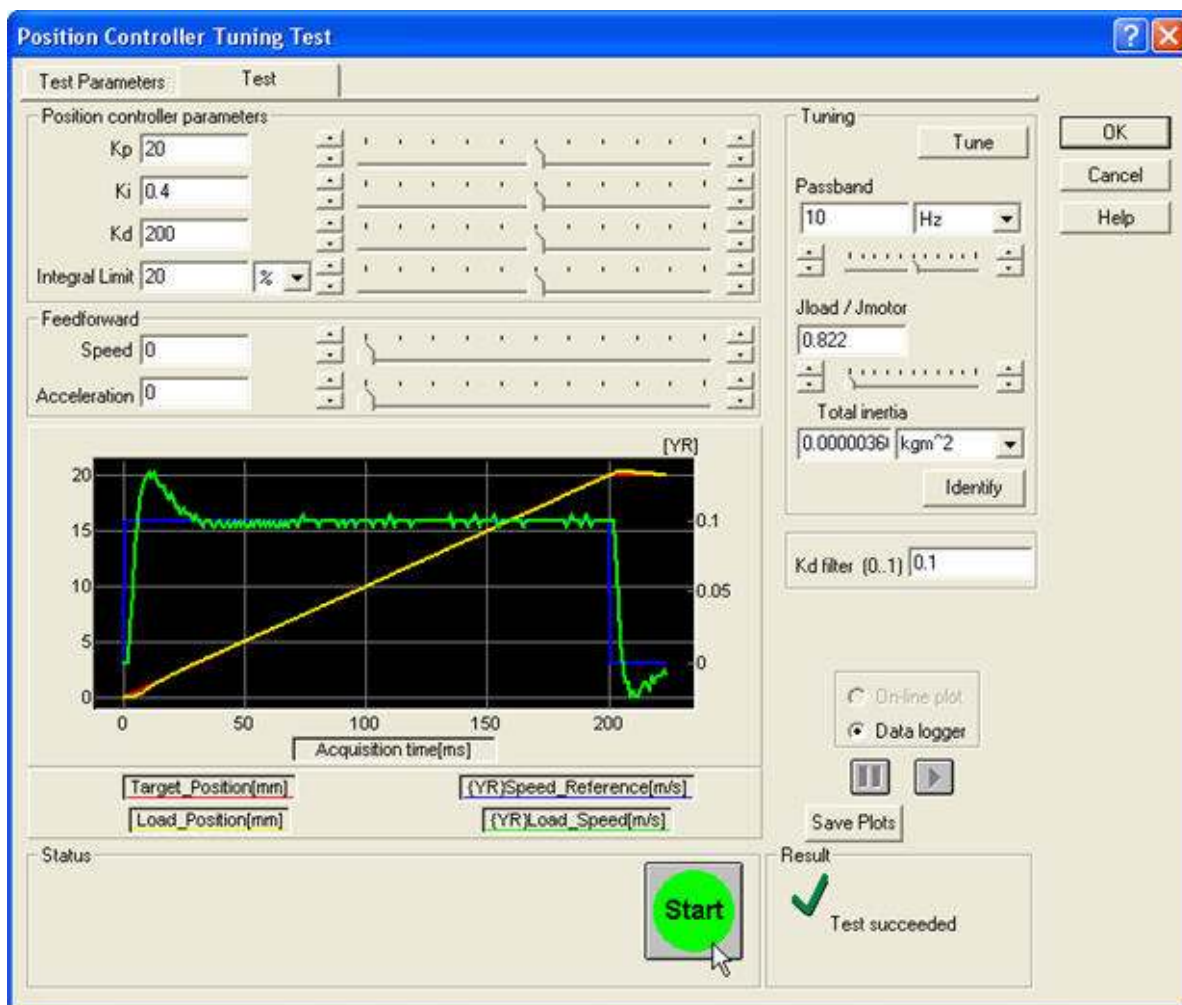 Position Controller Tuning Test
Test Parameters
Test
Position controller parameters
Kp 20
Ki 0.4
Kd 200
Integral Limit 20 %
Feedforward
Speed 0
Acceleration 0
[YR]
20
15
10
5
0
0.1
0.05
0
0 50 100 150 200
Acquisition time[ms]
Target_Position[mm] {YR}Speed_Reference[m/s]
Load_Position[mm] {YR}Load_Speed[m/s]
Status
Start
Tuning
Tune
Passband
10 Hz
Jload / Jmotor
0.822
Total inertia
kgm^2
Identify
Kd filter (0..1) 0.1
On-line plot
Data logger
Save Plots
Result
Test succeeded
OK
Cancel
Help